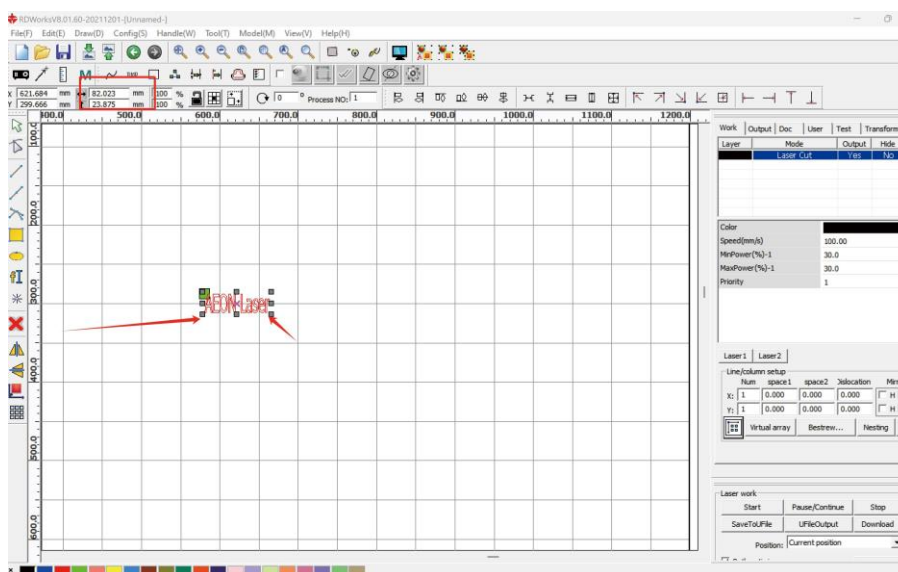 RDWorksV8.01.60-20211201-[Unnamed-]
File(F) Edit(E) Draw(D) Config(S) Handle(W) Tool(T) Model(M) View(V) Help(H)
X 621.684 mm 82.023 mm 100 %
Y 299.666 mm 23.875 mm 100 %
0 ° Process NO: 1
500.0 600.0 700.0 800.0 900.0 1000.0 1100.0 1200.0
100.0
200.0
300.0
400.0
500.0
600.0
AEON-Laser
Work Output Doc User Test Transform
Layer Mode Output Hide
Laser Cut Yes No
Color
Speed(mm/s) 100.00
MinPower(%)-1 30.0
MaxPower(%)-1 30.0
Priority 1
Laser1 Laser2
Line/column setup
Num space1 space2 Dislocation Mirr
X: 1 0.000 0.000 0.000 H
Y: 1 0.000 0.000 0.000 H
Virtual array Bestrew... Nesting
Laser work
Start Pause/Continue Stop
SaveToUFile UFileOutput Download
Position: Current position